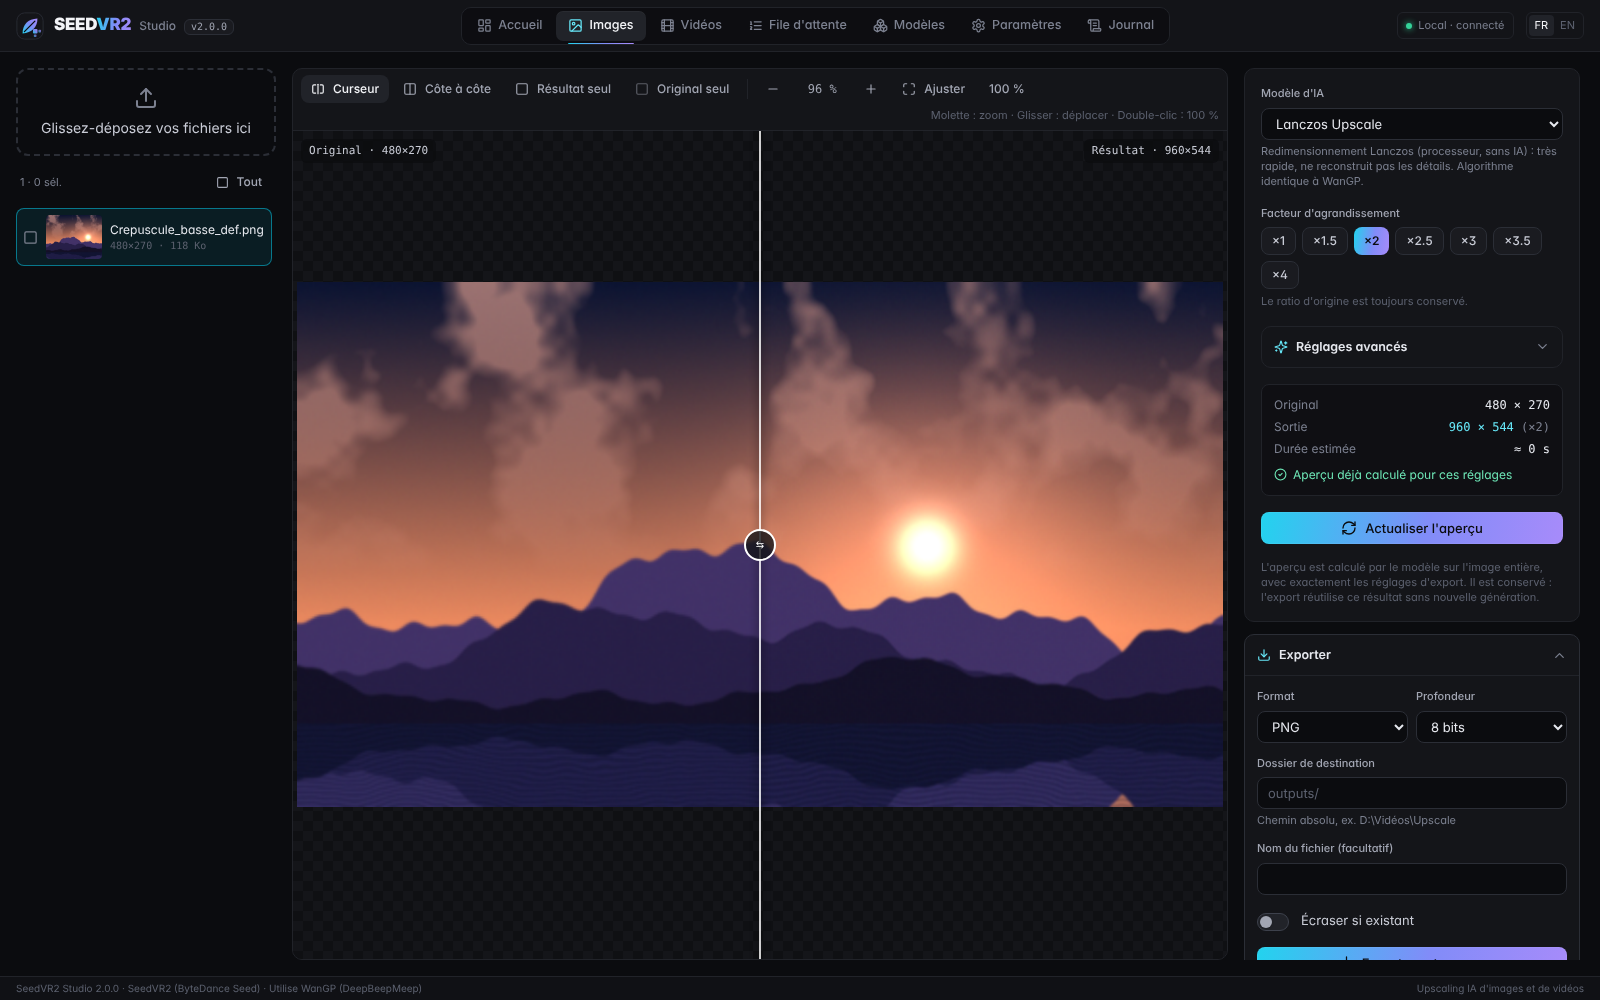 SEEDVR2 Studio v2.0.0
Accueil
Images
Vidéos
File d'attente
Modèles
Paramètres
Journal
Local · connecté
FR EN
Glissez-déposez vos fichiers ici
1 · 0 sél.
Tout
Crepuscule_basse_def.png
480×270 · 118 Ko
Curseur
Côte à côte
Résultat seul
Original seul
96 %
Ajuster
100 %
Molette : zoom · Glisser : déplacer · Double-clic : 100 %
Original · 480×270
Résultat · 960×544
Modèle d'IA
Lanczos Upscale
Redimensionnement Lanczos (processeur, sans IA) : très
rapide, ne reconstruit pas les détails. Algorithme
identique à WanGP.
Facteur d'agrandissement
×1 ×1.5 ×2 ×2.5 ×3 ×3.5
×4
Le ratio d'origine est toujours conservé.
Réglages avancés
Original 480 × 270
Sortie 960 × 544 (×2)
Durée estimée ≈ 0 s
Aperçu déjà calculé pour ces réglages
Actualiser l'aperçu
L'aperçu est calculé par le modèle sur l'image entière,
avec exactement les réglages d'export. Il est conservé :
l'export réutilise ce résultat sans nouvelle génération.
Exporter
Format Profondeur
PNG 8 bits
Dossier de destination
outputs/
Chemin absolu, ex. D:\Vidéos\Upscale
Nom du fichier (facultatif)
Écraser si existant
SeedVR2 Studio 2.0.0 · SeedVR2 (ByteDance Seed) · Utilise WanGP (DeepBeepMeep)
Upscaling IA d'images et de vidéos